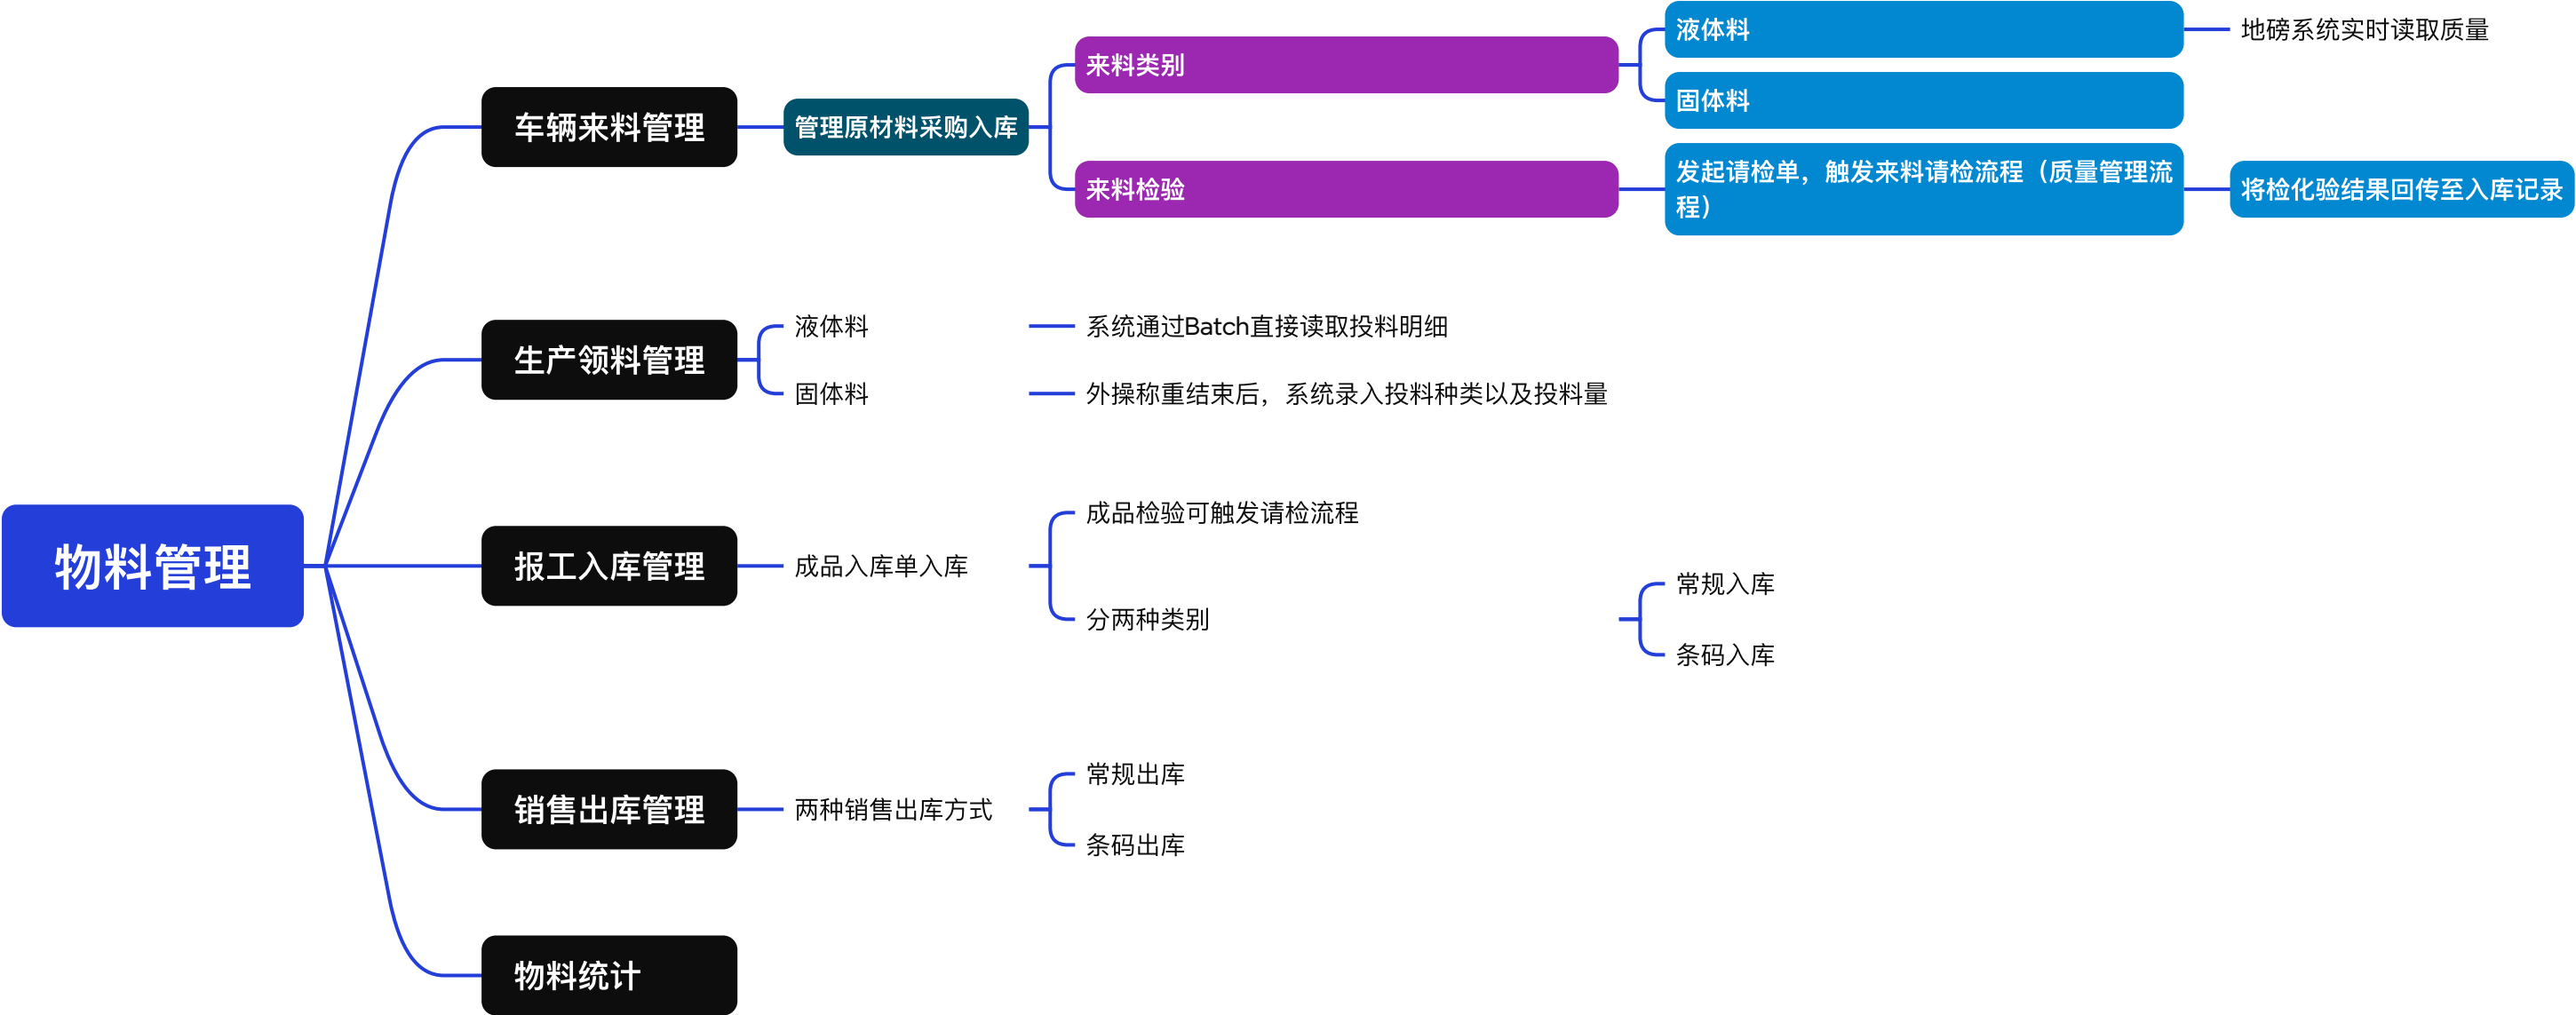 物料管理
车辆来料管理
管理原材料采购入库
来料类别
液体料
地磅系统实时读取质量
固体料
来料检验
发起请检单，触发来料请检流程（质量管理流
程）
将检化验结果回传至入库记录
生产领料管理
液体料
系统通过Batch直接读取投料明细
固体料
外操称重结束后，系统录入投料种类以及投料量
报工入库管理
成品入库单入库
成品检验可触发请检流程
分两种类别
常规入库
条码入库
销售出库管理
两种销售出库方式
常规出库
条码出库
物料统计